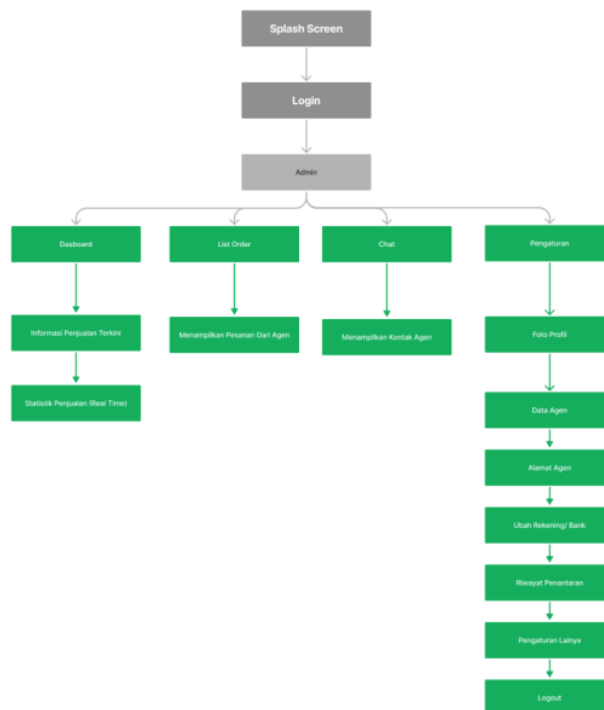 Splash Screen
Login
Admin
Dasboard
List Order
Chat
Pengaturan
Informasi Penjualan Terkini
Menampilkan Pesanan Dari Agen
Menampilkan Kontak Agen
Foto Profil
Statistik Penjualan (Real Time)
Data Agen
Alamat Agen
Ubah Rekening/ Bank
Riwayat Penantaran
Pengaturan Lainya
Logout